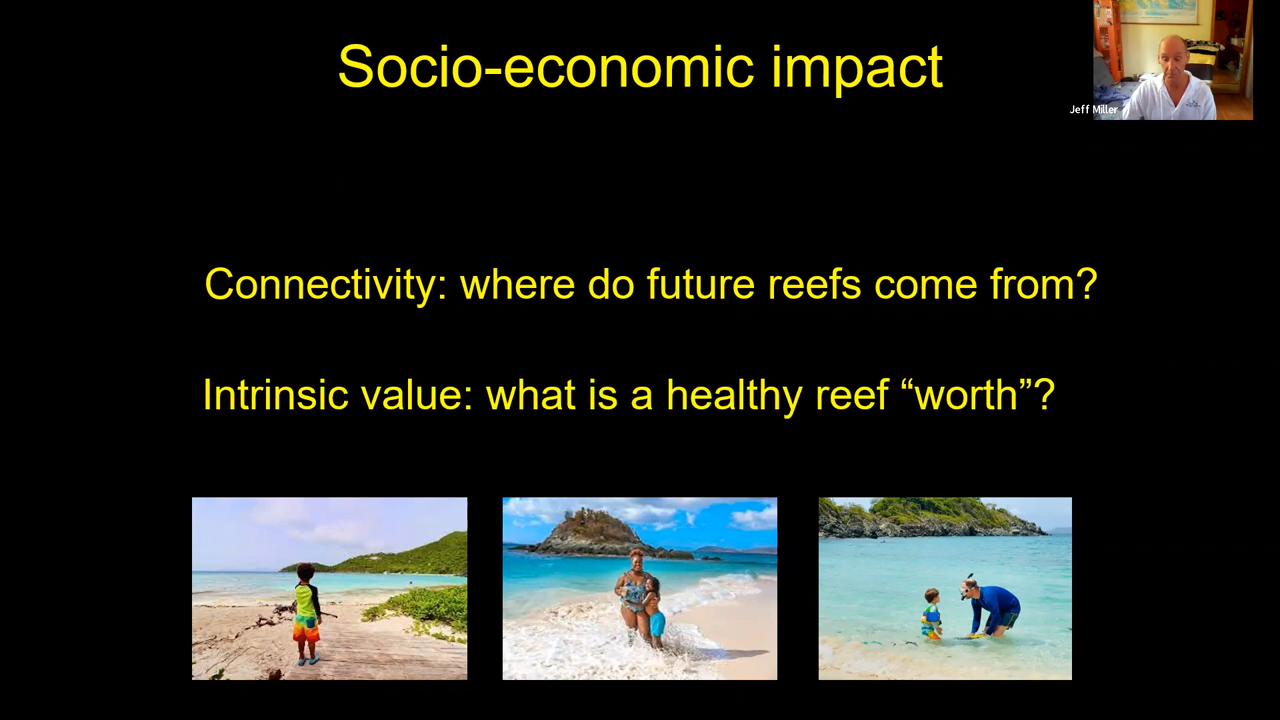 Socio-economic impact
Jeff Miller
Connectivity: where do future reefs come from?
Intrinsic value: what is a healthy reef “worth”?